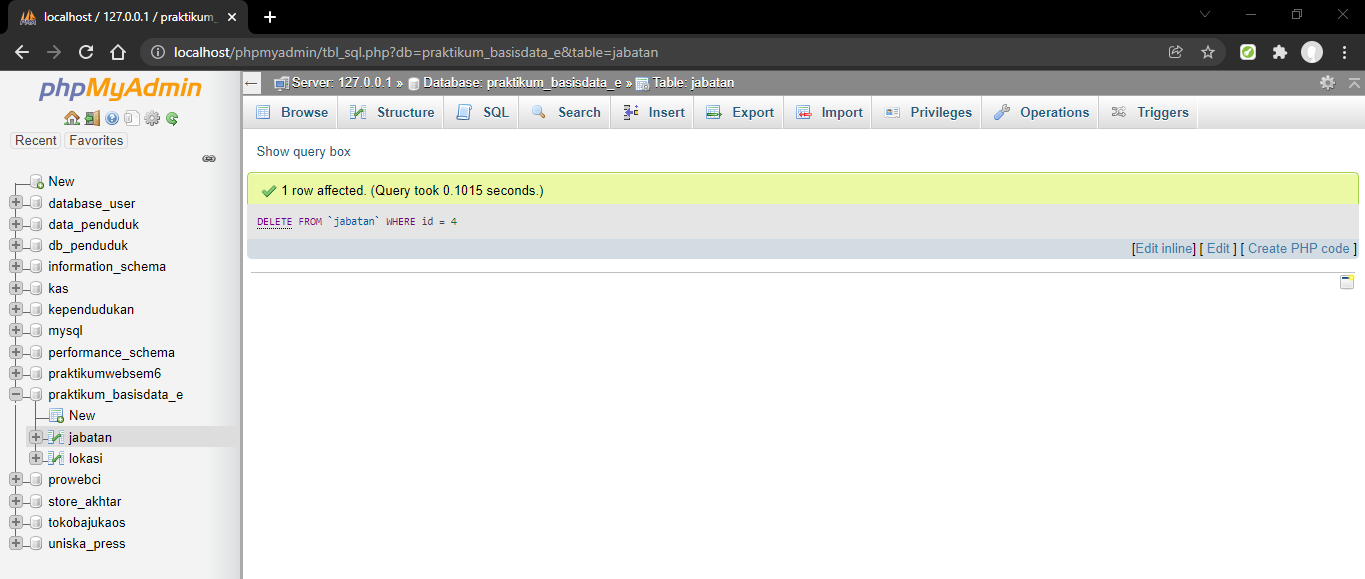 localhost / 127.0.0.1 / praktikum_
localhost/phpmyadmin/tbl_sql.php?db=praktikum_basisdata_e&table=jabatan
phpMyAdmin
Recent Favorites
New
database_user
data_penduduk
db_penduduk
information_schema
kas
kependudukan
mysql
performance_schema
praktikumwebsem6
praktikum_basisdata_e
New
jabatan
lokasi
prowebci
store_akhtar
tokobajukaos
uniska_press
Server: 127.0.0.1 » Database: praktikum_basisdata_e » Table: jabatan
Browse Structure SQL Search Insert Export Import Privileges Operations Triggers
Show query box
1 row affected. (Query took 0.1015 seconds.)
DELETE FROM `jabatan` WHERE id = 4
[Edit inline] [ Edit ] [ Create PHP code ]